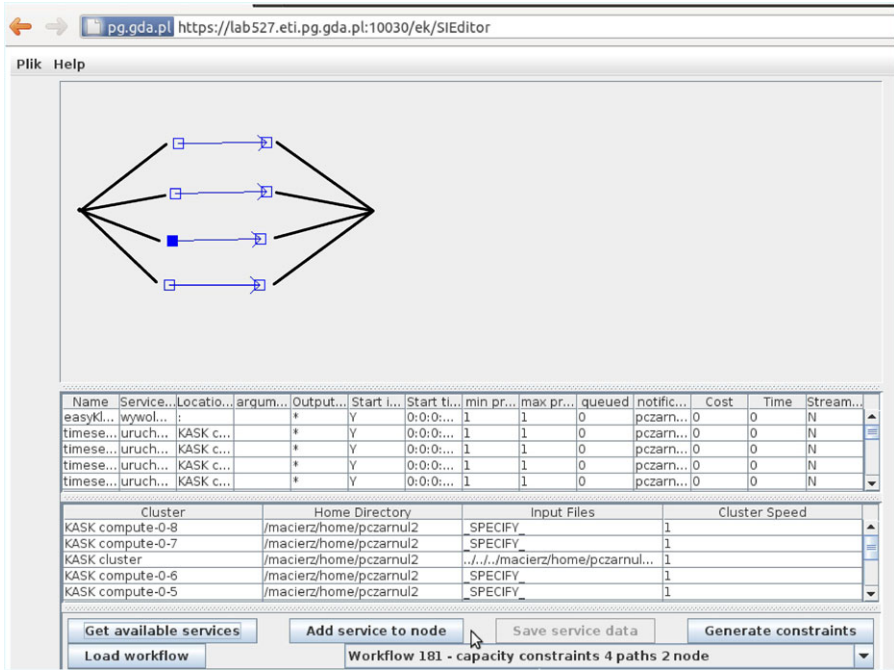 pg.gda.pl https://lab527.eti.pg.gda.pl:10030/ek/SIEditor
Plik Help
Name Service... Locatio... argum... Output... Start i... Start ti... min pr... max pr... queued notific... Cost Time Stream...
easyKl... wywol... : * Y 0:0:0:... 1 1 0 pczarn... 0 0 N
timese... uruch... KASK c... * Y 0:0:0:... 1 1 0 pczarn... 0 0 N
timese... uruch... KASK c... * Y 0:0:0:... 1 1 0 pczarn... 0 0 N
timese... uruch... KASK c... * Y 0:0:0:... 1 1 0 pczarn... 0 0 N
timese... uruch... KASK c... * Y 0:0:0:... 1 1 0 pczarn... 0 0 N
Cluster Home Directory Input Files Cluster Speed
KASK compute-0-8 /macierz/home/pczarnul2 _SPECIFY_ 1
KASK compute-0-7 /macierz/home/pczarnul2 _SPECIFY_ 1
KASK cluster /macierz/home/pczarnul2 ../../../macierz/home/pczarnul... 1
KASK compute-0-6 /macierz/home/pczarnul2 _SPECIFY_ 1
KASK compute-0-5 /macierz/home/pczarnul2 _SPECIFY_ 1
Get available services Add service to node Save service data Generate constraints
Load workflow Workflow 181 - capacity constraints 4 paths 2 node